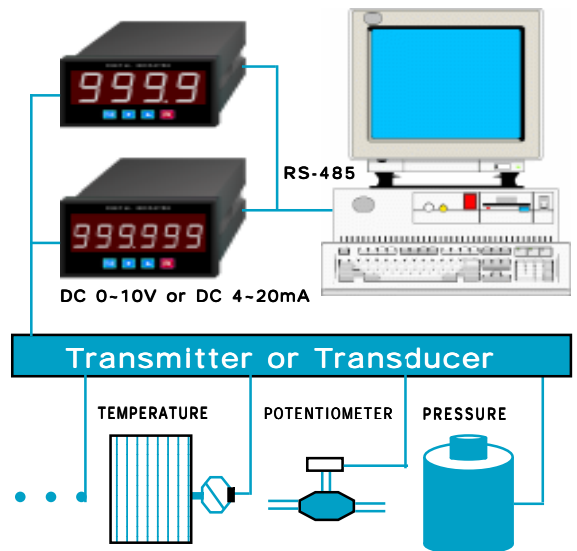 999.9
RS-485
999999
DC 0~10V or DC 4~20mA
Transmitter or Transducer
TEMPERATURE
POTENTIOMETER
PRESSURE